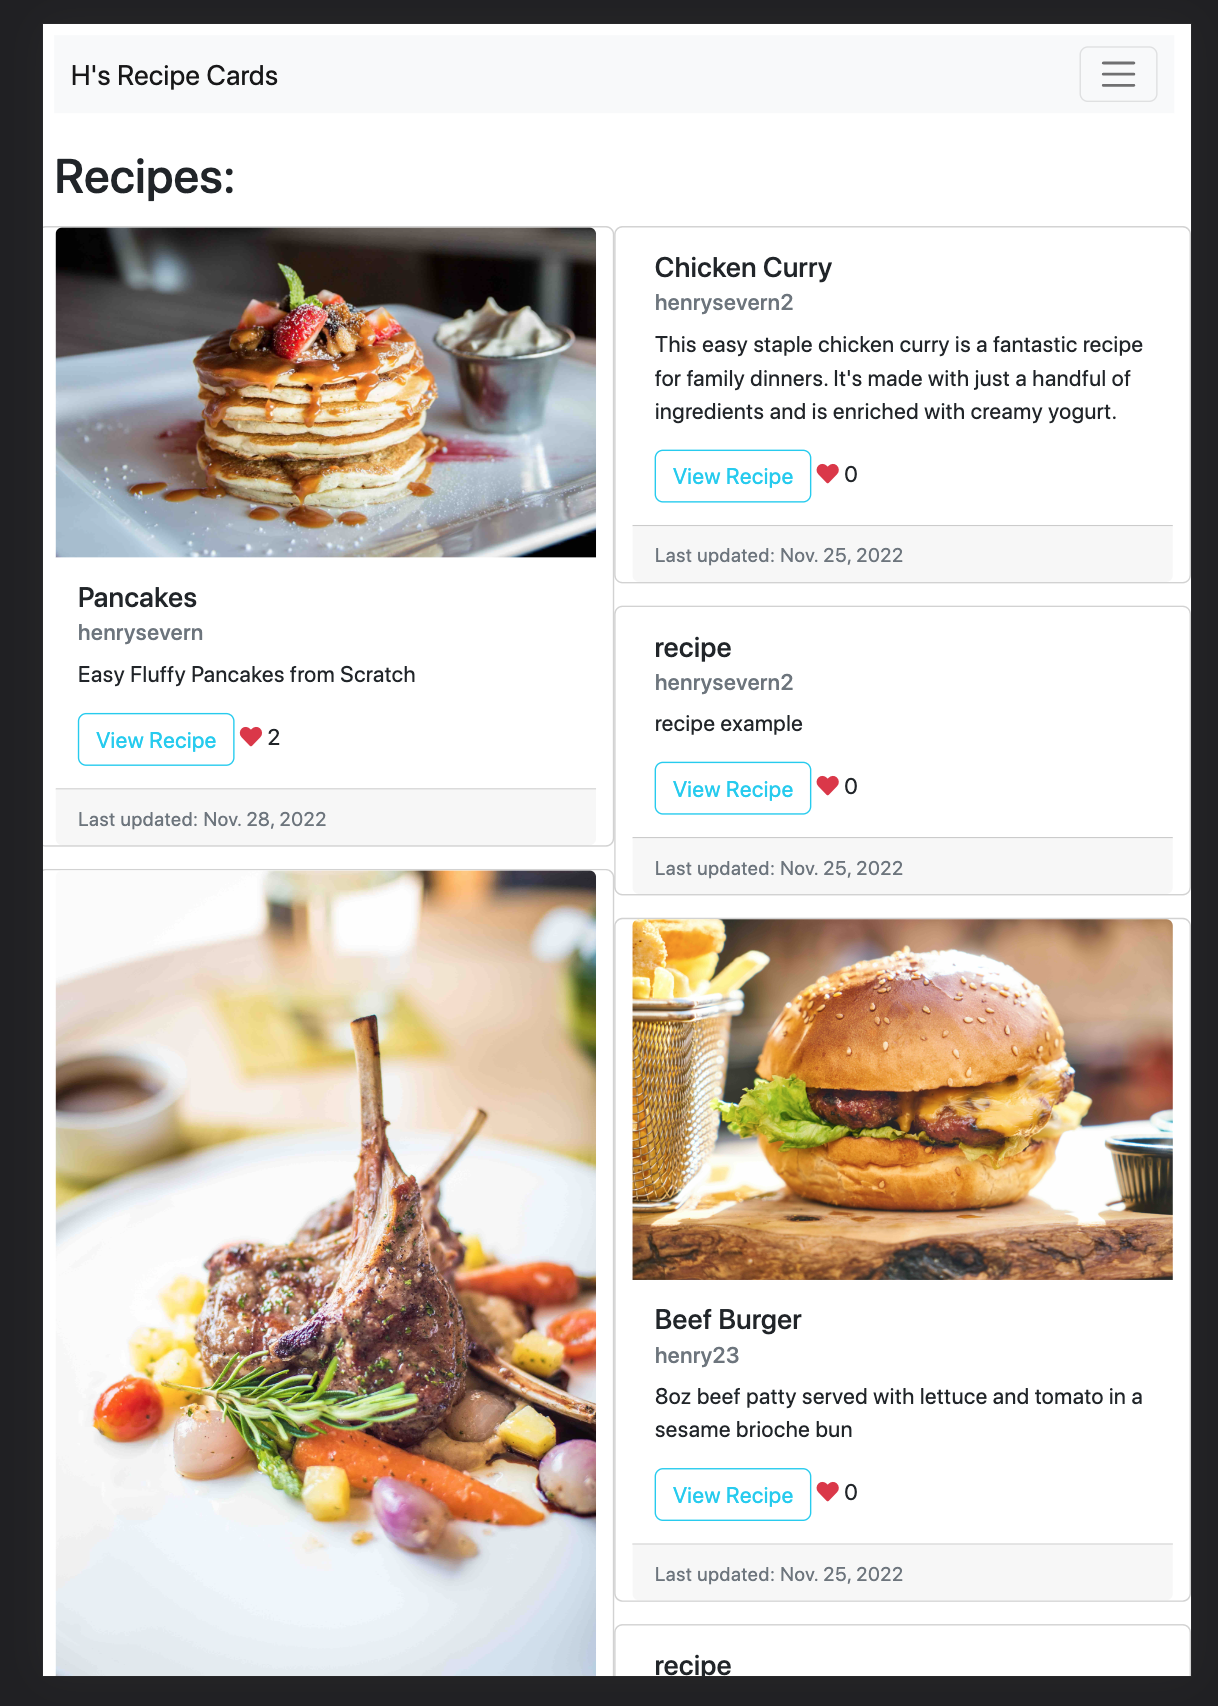 H's Recipe Cards
Recipes:
Pancakes
henrysevern
Easy Fluffy Pancakes from Scratch
View Recipe 2
Last updated: Nov. 28, 2022
Chicken Curry
henrysevern2
This easy staple chicken curry is a fantastic recipe
for family dinners. It's made with just a handful of
ingredients and is enriched with creamy yogurt.
View Recipe 0
Last updated: Nov. 25, 2022
recipe
henrysevern2
recipe example
View Recipe 0
Last updated: Nov. 25, 2022
Beef Burger
henry23
8oz beef patty served with lettuce and tomato in a
sesame brioche bun
View Recipe 0
Last updated: Nov. 25, 2022
recipe